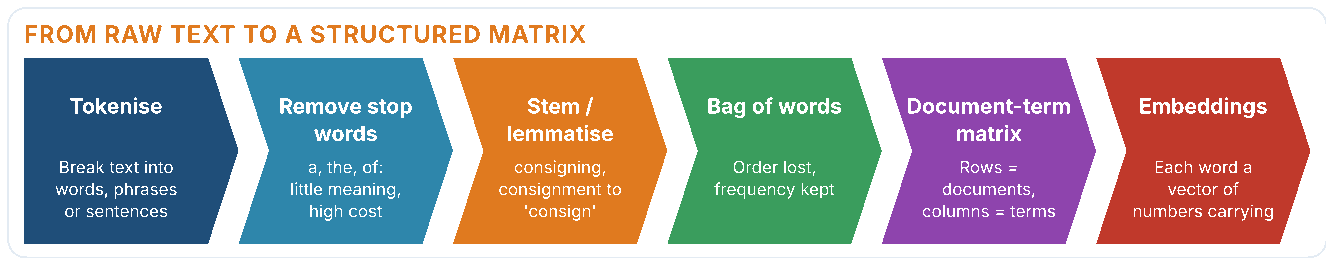 FROM RAW TEXT TO A STRUCTURED MATRIX
Tokenise
Break text into
words, phrases
or sentences
Remove stop
words
a, the, of:
little meaning,
high cost
Stem /
lemmatise
consigning,
consignment to
'consign'
Bag of words
Order lost,
frequency kept
Document-term
matrix
Rows =
documents,
columns = terms
Embeddings
Each word a
vector of
numbers carrying